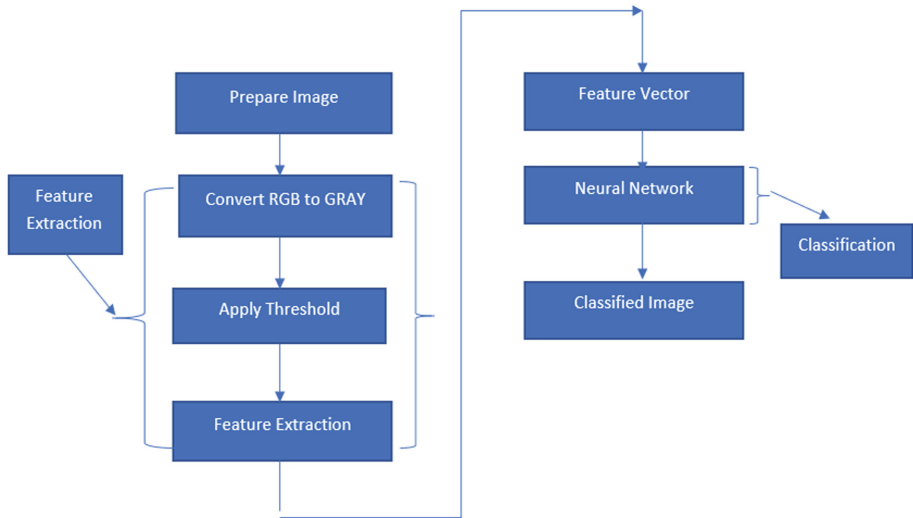 Prepare Image
Convert RGB to GRAY
Feature
Extraction
Apply Threshold
Feature Extraction
Feature Vector
Neural Network
Classification
Classified Image